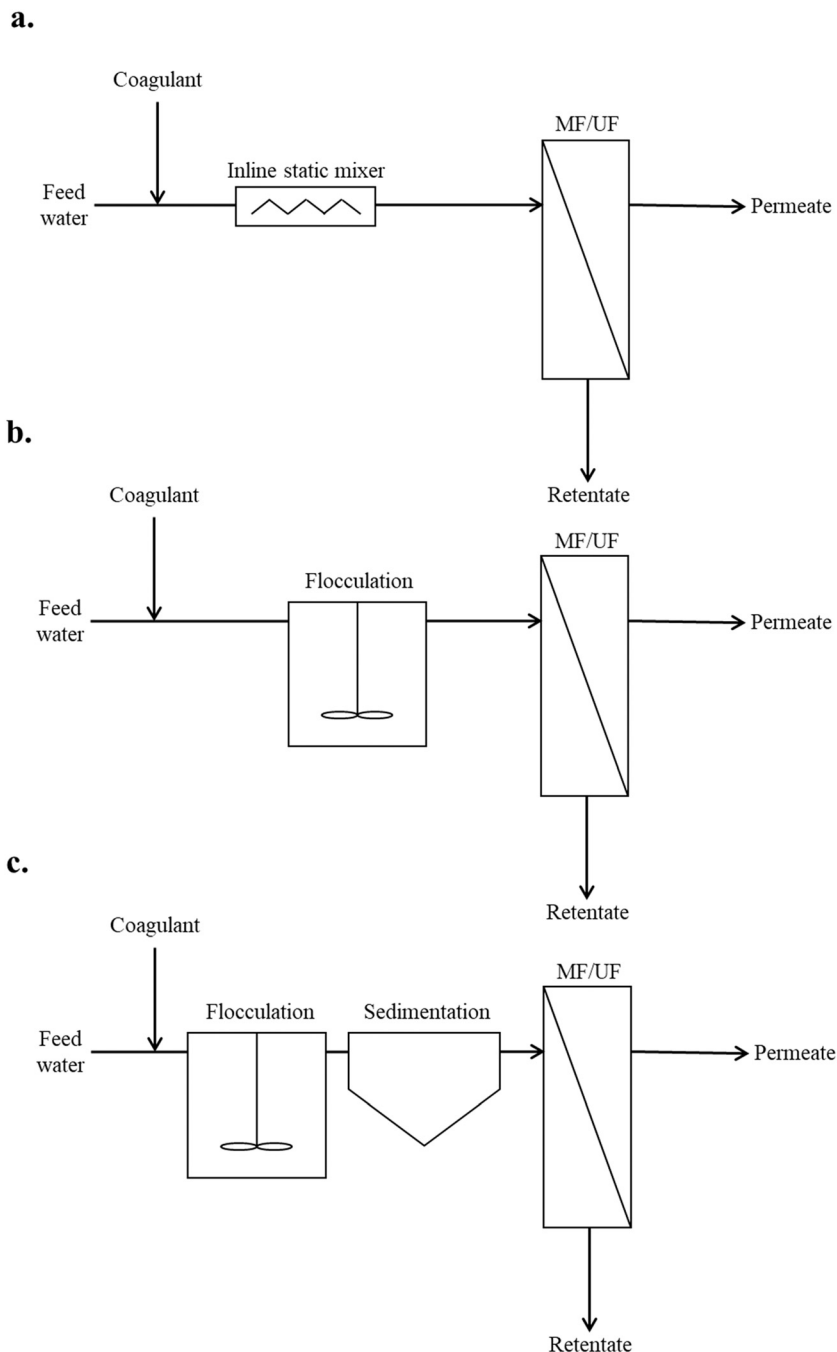 a.
Coagulant
MF/UF
Inline static mixer
Feed
water
Permeate
Retentate
b.
Coagulant
MF/UF
Flocculation
Feed
water
Permeate
Retentate
c.
Coagulant
MF/UF
Flocculation
Sedimentation
Feed
water
Permeate
Retentate